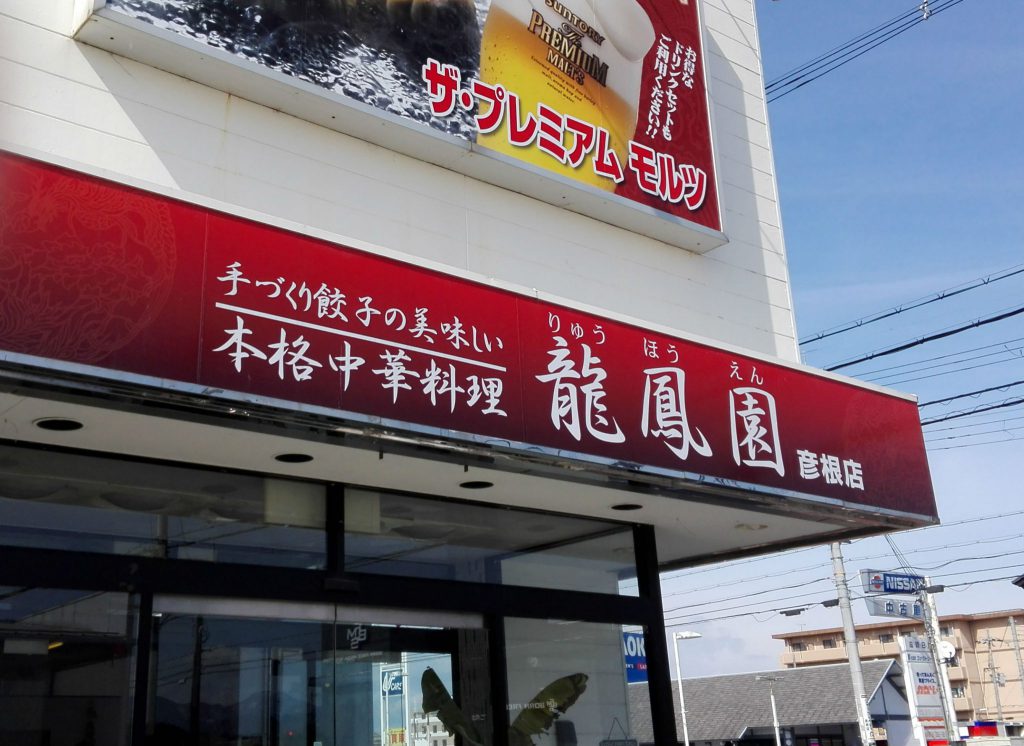 SUNTORY
The
PREMIUM
MALT'S
お得な
ドリンクセットも
ご利用ください!!
ザ・プレミアム モルツ
手づくり餃子の美味しい
本格中華料理
りゅう ほう えん
龍鳳園
彦根店
NISSAN
中古車
AOK